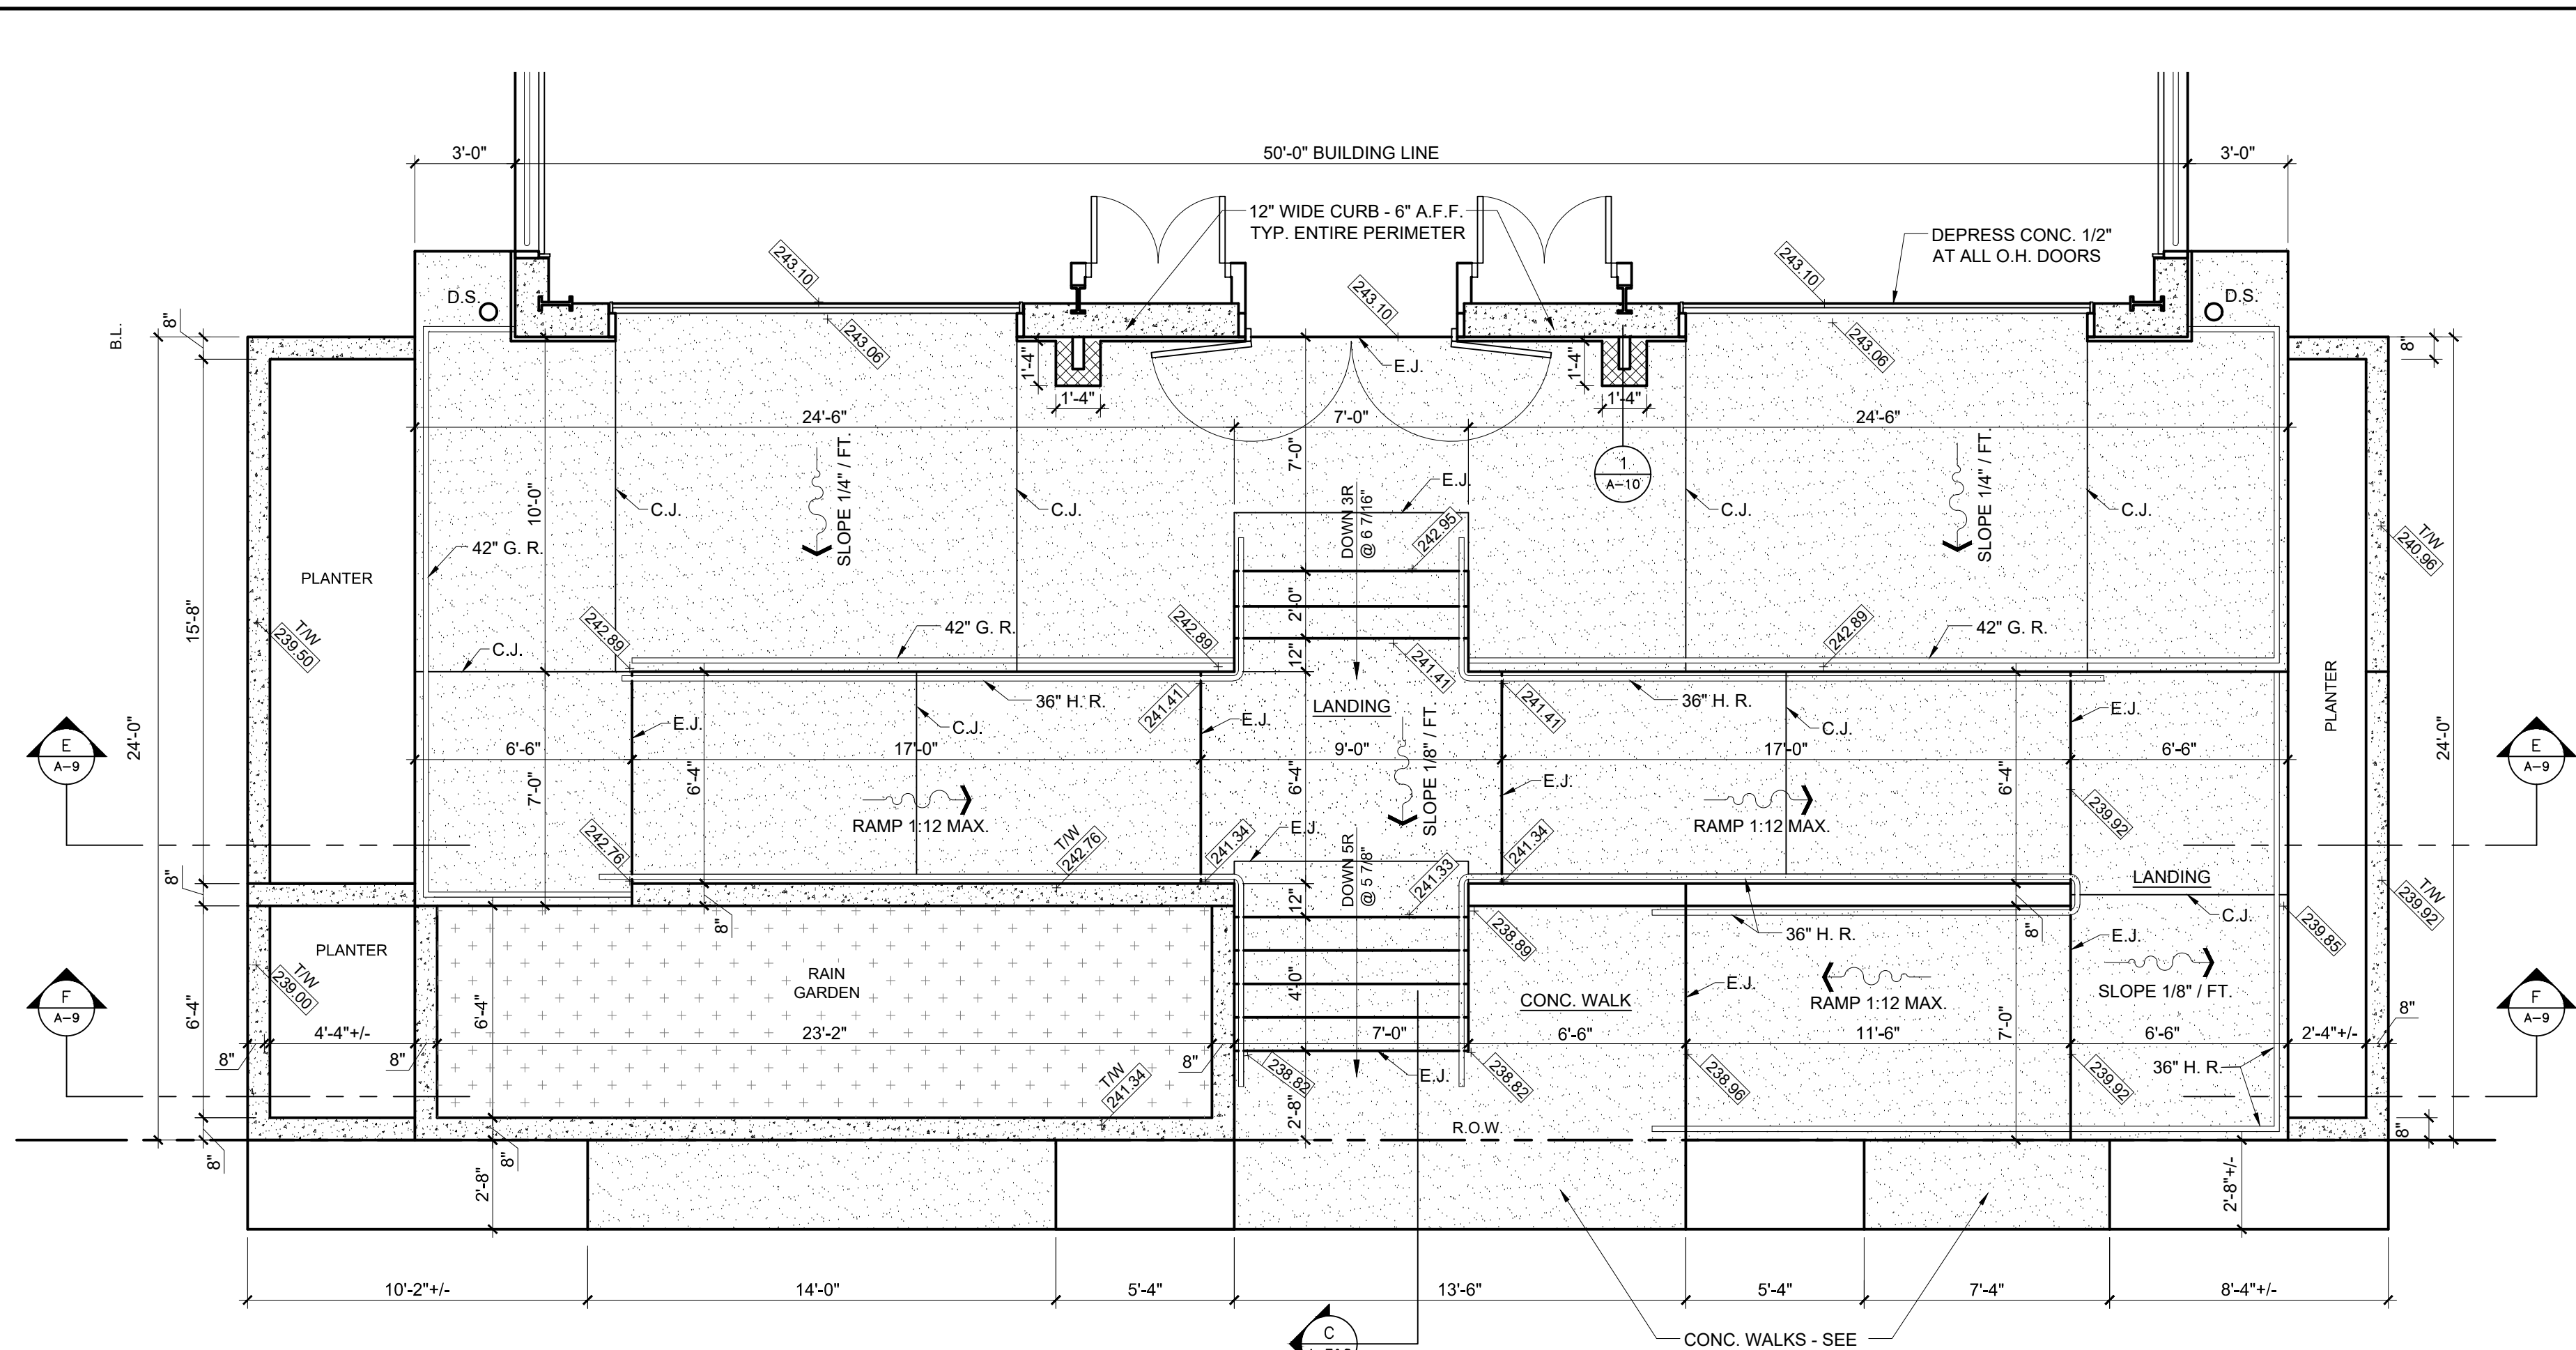 3'-0"
50'-0" BUILDING LINE
3'-0"
12" WIDE CURB - 6" A.F.F.
TYP. ENTIRE PERIMETER
DEPRESS CONC. 1/2"
AT ALL O.H. DOORS
243.10
243.10
243.10
D.S.
D.S.
B.L.
8"
8"
243.06
243.06
E.J.
1'-4"
1'-4"
1'-4"
1'-4"
24'-6"
7'-0"
24'-6"
7'-0"
SLOPE 1/4" / FT.
SLOPE 1/4" / FT.
1
A-10
E.J.
10'-0"
C.J.
C.J.
DOWN 3R
@ 6 7/16"
242.95
C.J.
C.J.
42" G. R.
PLANTER
T/W
240.96
15'-8"
T/W
239.50
2'-0"
242.89
42" G. R.
242.89
242.89
42" G. R.
C.J.
12"
241.41
PLANTER
36" H. R.
241.41
LANDING
241.41
36" H. R.
E.J.
C.J.
E.J.
C.J.
E.J.
E
A-9
24'-0"
6'-6"
17'-0"
9'-0"
17'-0"
6'-6"
24'-0"
E
A-9
7'-0"
6'-4"
6'-4"
SLOPE 1/8" / FT.
E.J.
6'-4"
239.92
RAMP 1:12 MAX.
RAMP 1:12 MAX.
242.76
T/W
242.76
241.34
E.J.
DOWN 5R
@ 5 7/8"
241.33
241.34
LANDING
8"
T/W
239.92
12"
C.J.
8"
238.89
36" H. R.
8"
239.85
PLANTER
E.J.
RAIN
GARDEN
T/W
239.00
F
A-9
6'-4"
6'-4"
4'-0"
CONC. WALK
E.J.
RAMP 1:12 MAX.
SLOPE 1/8" / FT.
F
A-9
8"
4'-4"+/-
8"
23'-2"
8"
7'-0"
6'-6"
11'-6"
7'-0"
6'-6"
2'-4"+/-
8"
T/W
241.34
238.82
E.J.
238.82
238.96
239.92
36" H. R.
2'-8"
R.O.W.
8"
8"
8"
2'-8"
2'-8"+/-
10'-2"+/-
14'-0"
5'-4"
13'-6"
5'-4"
7'-4"
8'-4"+/-
C
CONC. WALKS - SEE